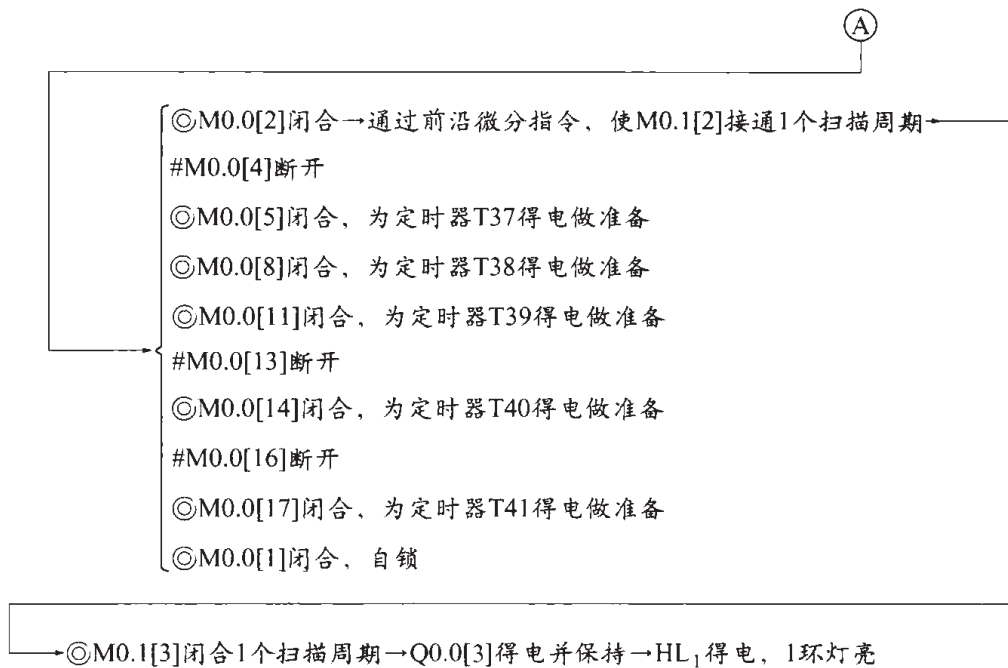 Ⓐ
◎M0.0[2]闭合→通过前沿微分指令，使M0.1[2]接通1个扫描周期
#M0.0[4]断开
◎M0.0[5]闭合，为定时器T37得电做准备
◎M0.0[8]闭合，为定时器T38得电做准备
◎M0.0[11]闭合，为定时器T39得电做准备
#M0.0[13]断开
◎M0.0[14]闭合，为定时器T40得电做准备
#M0.0[16]断开
◎M0.0[17]闭合，为定时器T41得电做准备
◎M0.0[1]闭合，自锁
◎M0.1[3]闭合1个扫描周期→Q0.0[3]得电并保持→HL₁得电，1环灯亮